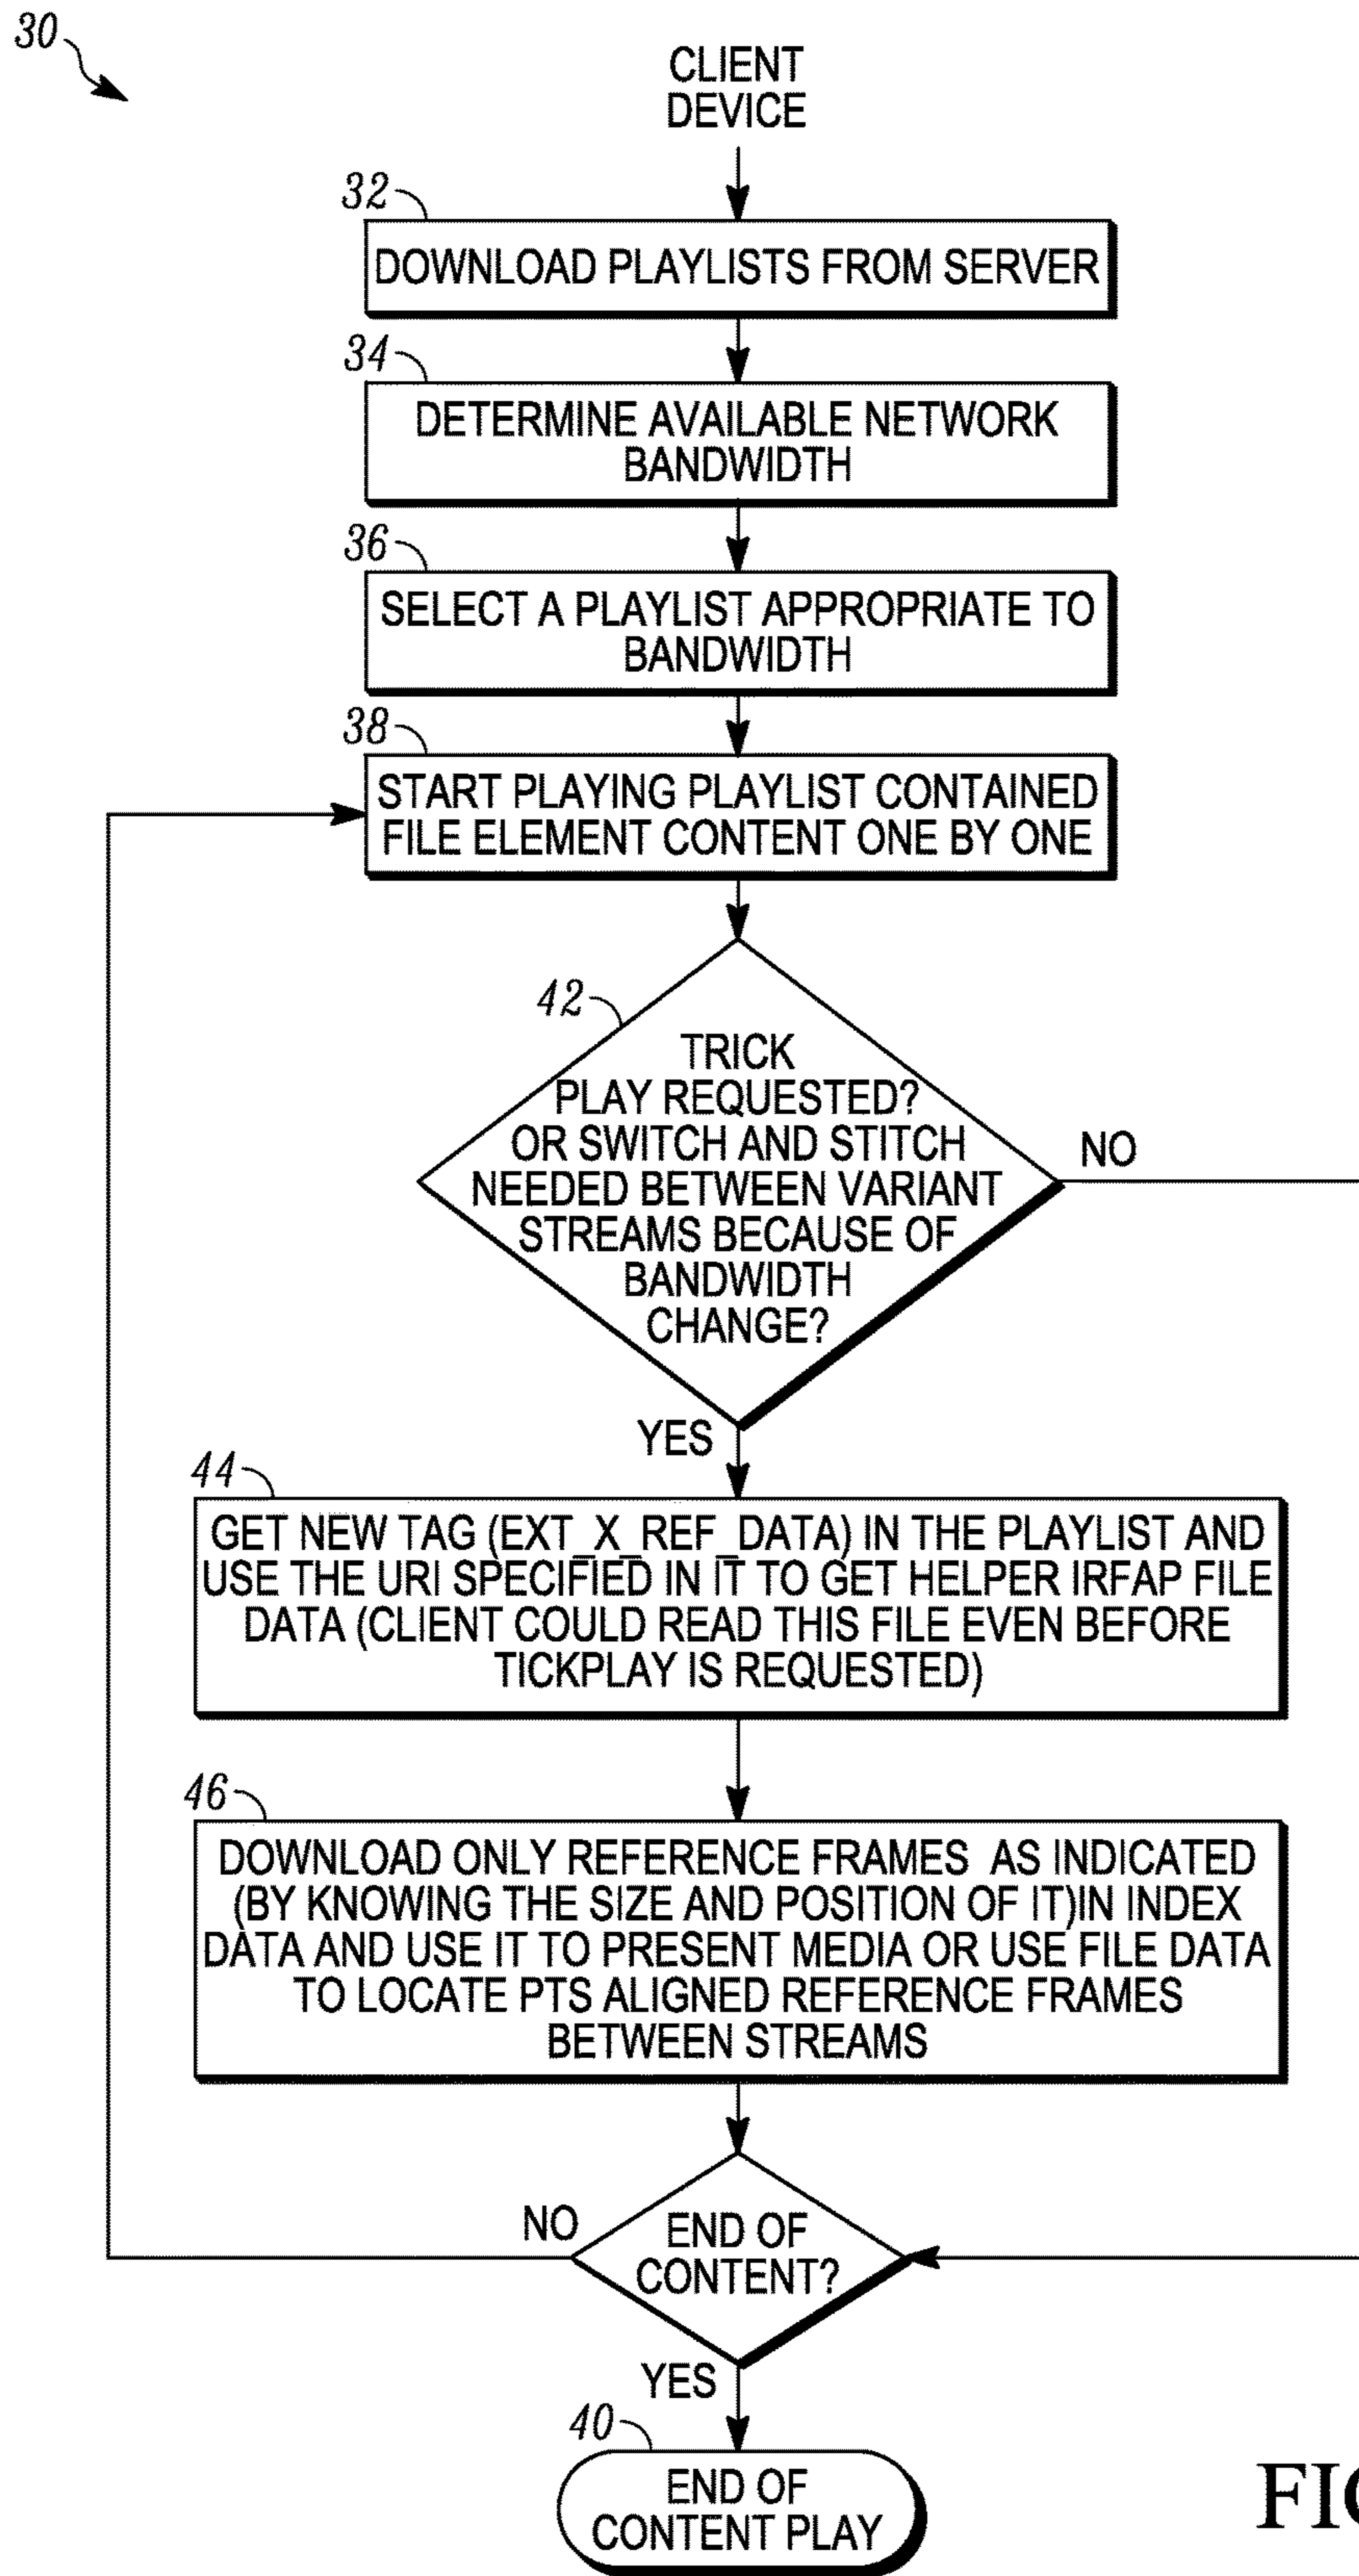 30
CLIENT
DEVICE
32
DOWNLOAD PLAYLISTS FROM SERVER
34
DETERMINE AVAILABLE NETWORK
BANDWIDTH
36
SELECT A PLAYLIST APPROPRIATE TO
BANDWIDTH
38
START PLAYING PLAYLIST CONTAINED
FILE ELEMENT CONTENT ONE BY ONE
42
TRICK
PLAY REQUESTED?
OR SWITCH AND STITCH
NEEDED BETWEEN VARIANT
STREAMS BECAUSE OF
BANDWIDTH
CHANGE?
NO
YES
44
GET NEW TAG (EXT_X_REF_DATA) IN THE PLAYLIST AND
USE THE URI SPECIFIED IN IT TO GET HELPER IRFAP FILE
DATA (CLIENT COULD READ THIS FILE EVEN BEFORE
TICKPLAY IS REQUESTED)
46
DOWNLOAD ONLY REFERENCE FRAMES AS INDICATED
(BY KNOWING THE SIZE AND POSITION OF IT)IN INDEX
DATA AND USE IT TO PRESENT MEDIA OR USE FILE DATA
TO LOCATE PTS ALIGNED REFERENCE FRAMES
BETWEEN STREAMS
NO
END OF
CONTENT?
YES
40
END OF
CONTENT PLAY